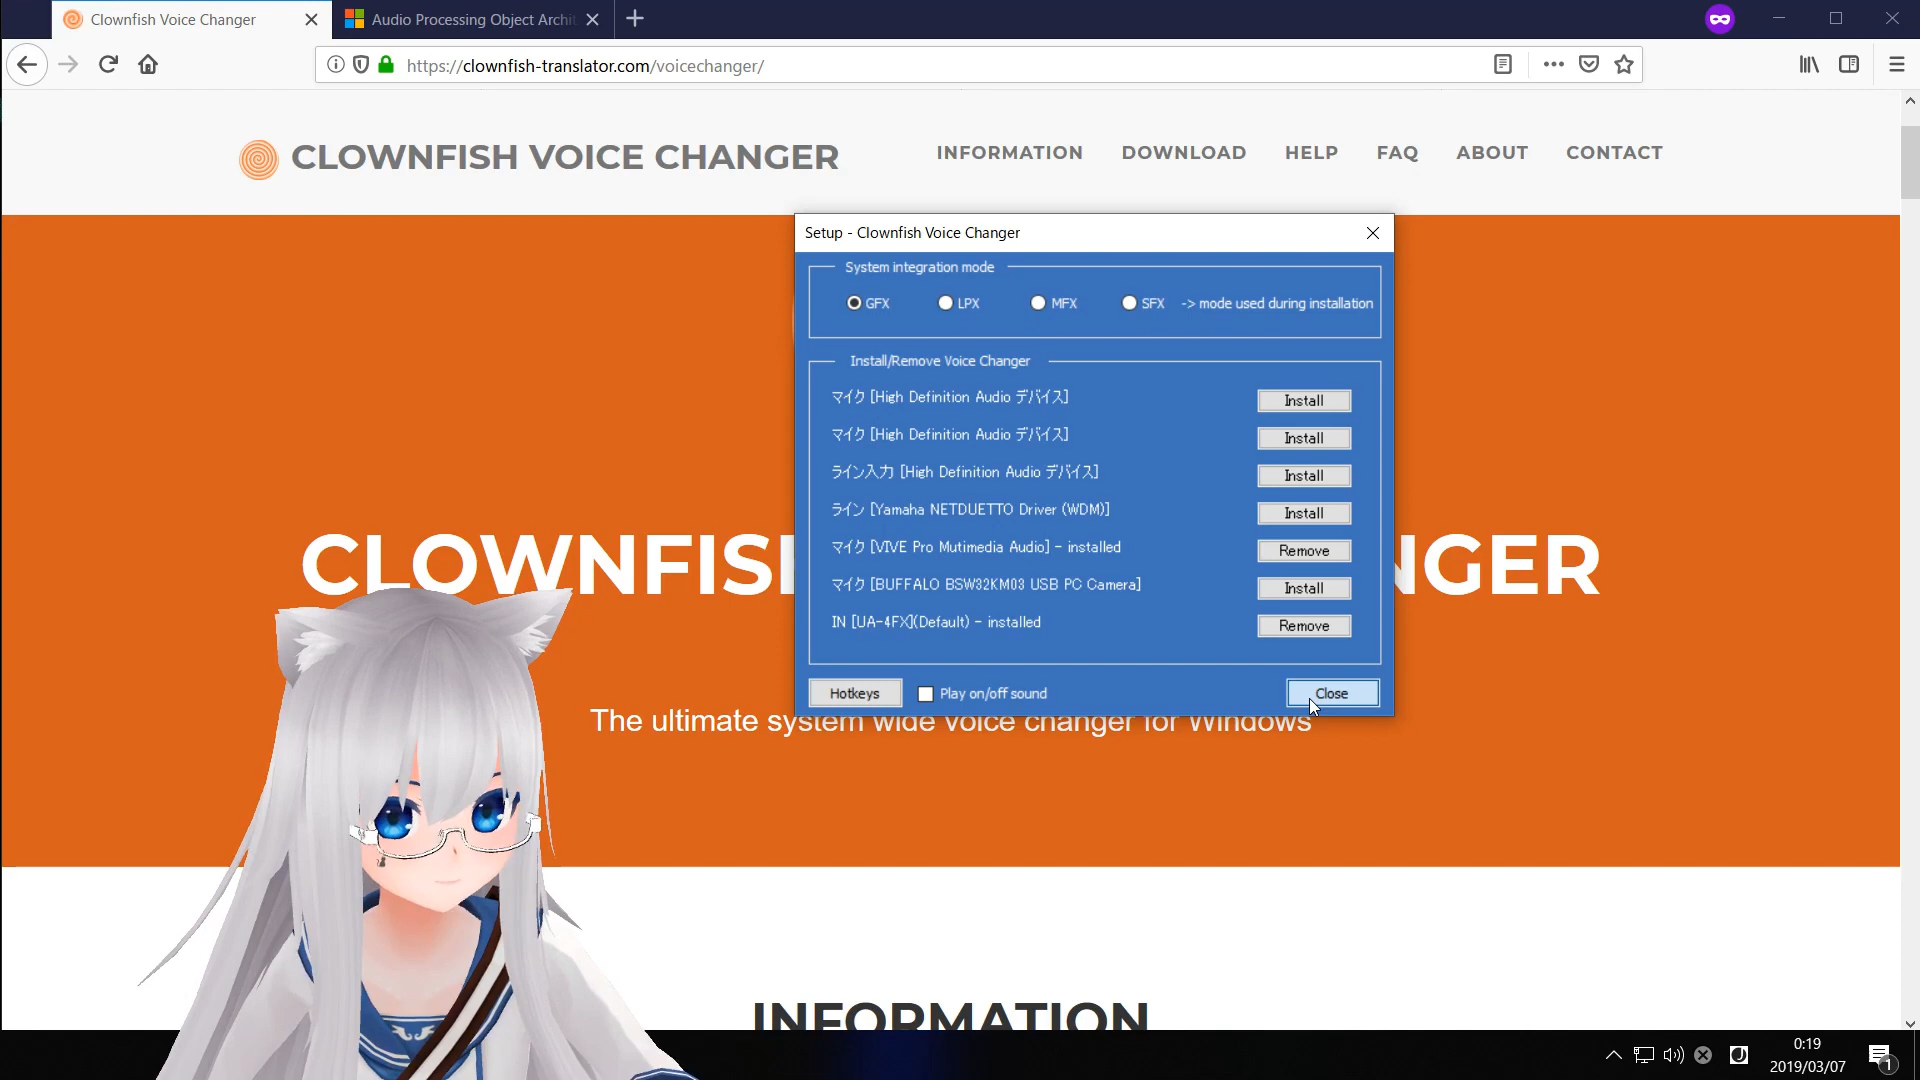 Clownfish Voice Changer
Audio Processing Object Archit
https://clownfish-translator.com/voicechanger/
CLOWNFISH VOICE CHANGER
INFORMATION
DOWNLOAD
HELP
FAQ
ABOUT
CONTACT
Setup - Clownfish Voice Changer
System integration mode
GFX
LPX
MFX
SFX
-> mode used during installation
Install/Remove Voice Changer
マイク [High Definition Audio デバイス]
Install
マイク [High Definition Audio デバイス]
Install
ライン入力 [High Definition Audio デバイス]
Install
ライン [Yamaha NETDUETTO Driver (WDM)]
Install
マイク [VIVE Pro Mutimedia Audio] - installed
Remove
マイク [BUFFALO BSW32KM03 USB PC Camera]
Install
IN [UA-4FX](Default) - installed
Remove
Hotkeys
Play on/off sound
Close
CLOWNFIS NGER
The ultimate system wide voice changer for Windows
INFORMATION
0:19
2019/03/07
1